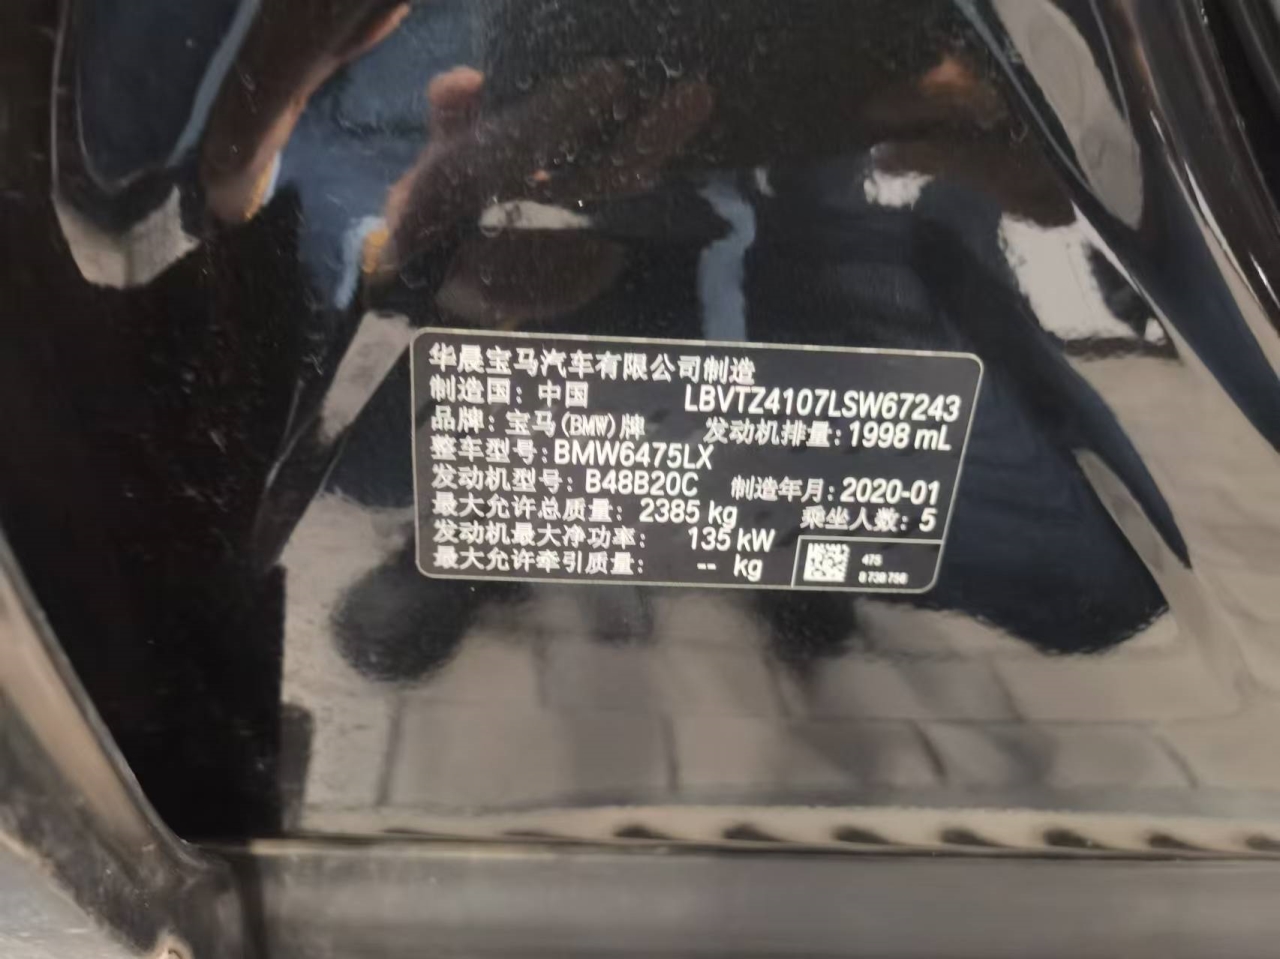 华晨宝马汽车有限公司制造
制造国：中国 LBVTZ4107LSW67243
品牌：宝马(BMW)牌 发动机排量：1998 mL
整车型号：BMW6475LX
发动机型号：B48B20C 制造年月：2020-01
最大允许总质量：2385 kg 乘坐人数：5
发动机最大净功率：135 kW
最大允许牵引质量：-- kg
475
8 738 756